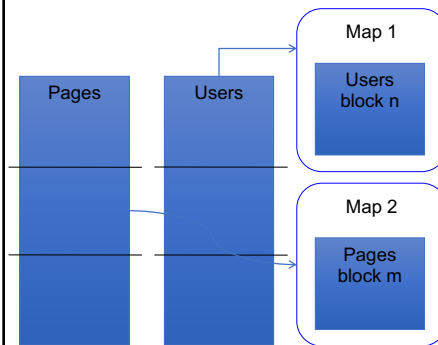 Pages
Users
Map 1
Users
block n
Map 2
Pages
block m